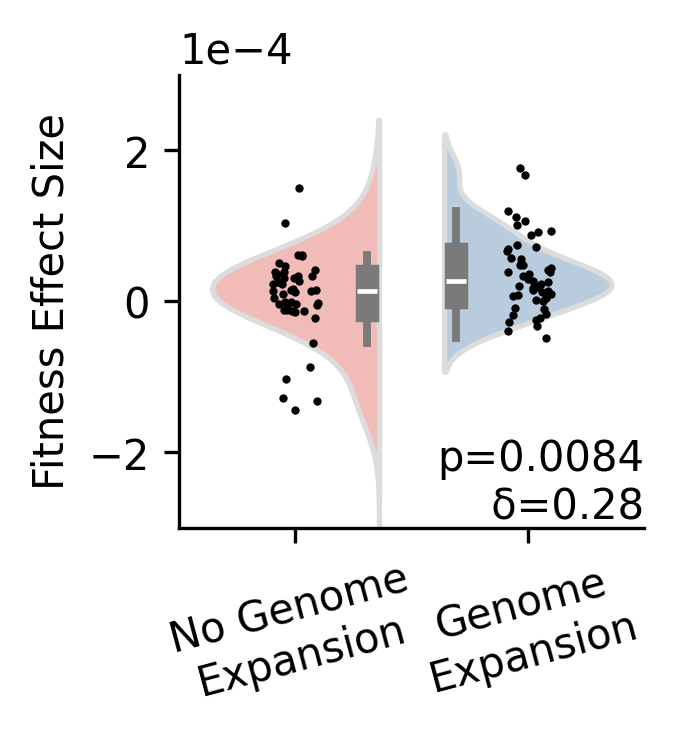 1e−4
Fitness Effect Size
2
0
−2
p=0.0084
δ=0.28
No Genome
Expansion
Genome
Expansion